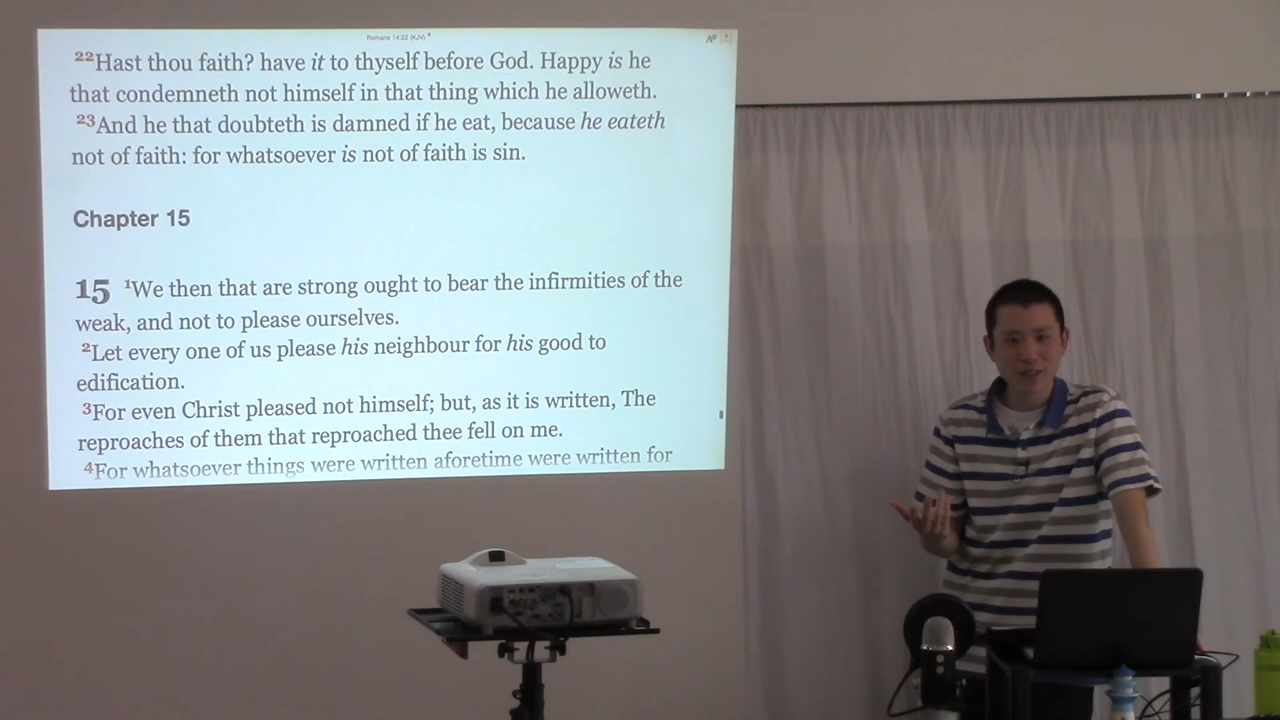 Romans 14:22 (KJV)
22Hast thou faith? have it to thyself before God. Happy is he
that condemneth not himself in that thing which he alloweth.
23And he that doubteth is damned if he eat, because he eateth
not of faith: for whatsoever is not of faith is sin.
Chapter 15
15 1We then that are strong ought to bear the infirmities of the
weak, and not to please ourselves.
2Let every one of us please his neighbour for his good to
edification.
3For even Christ pleased not himself; but, as it is written, The
reproaches of them that reproached thee fell on me.
4For whatsoever things were written aforetime were written for